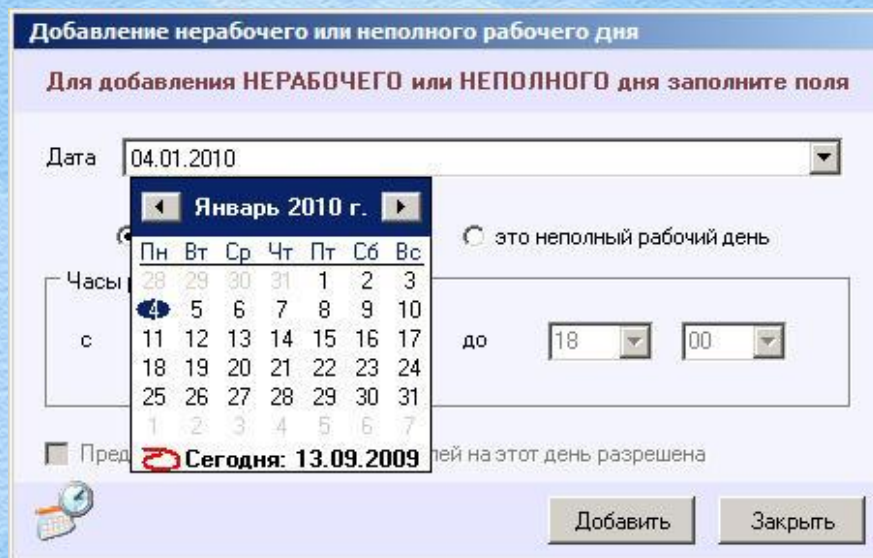 Добавление нерабочего или неполного рабочего дня
Для добавления НЕРАБОЧЕГО или НЕПОЛНОГО дня заполните поля
Дата 04.01.2010
Январь 2010 г.
это неполный рабочий день
Пн Вт Ср Чт Пт Сб Вс
28 29 30 31 1 2 3
Часы
4 5 6 7 8 9 10
с 11 12 13 14 15 16 17 до 18 00
18 19 20 21 22 23 24
25 26 27 28 29 30 31
1 2 3 4 5 6 7
Сегодня: 13.09.2009 на этот день разрешена
Добавить Закрыть